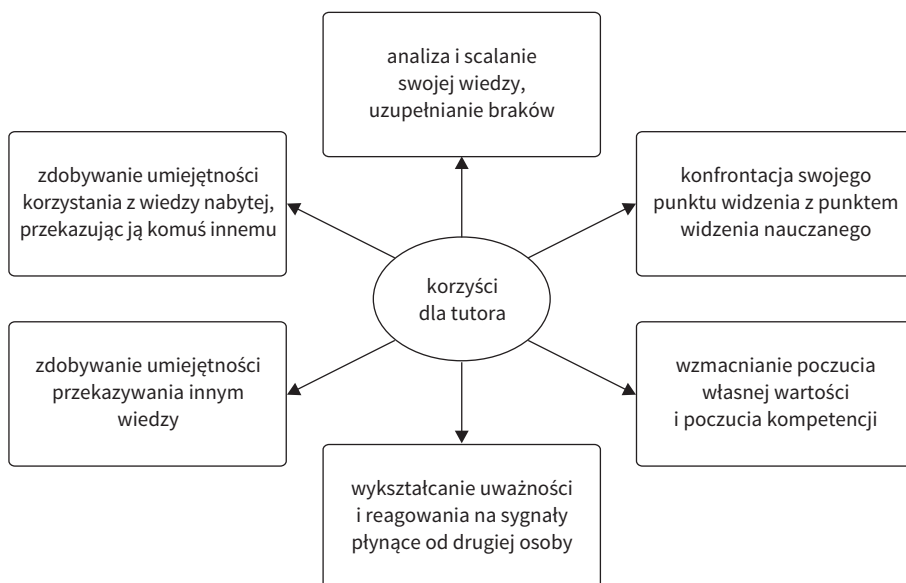 analiza i scalanie
swojej wiedzy,
uzupełnianie braków
zdobywanie umiejętności
korzystania z wiedzy nabytej,
przekazując ją komuś innemu
konfrontacja swojego
punktu widzenia z punktem
widzenia nauczanego
korzyści
dla tutora
zdobywanie umiejętności
przekazywania innym
wiedzy
wzmacnianie poczucia
własnej wartości
i poczucia kompetencji
wykształcanie uważności
i reagowania na sygnały
płynące od drugiej osoby